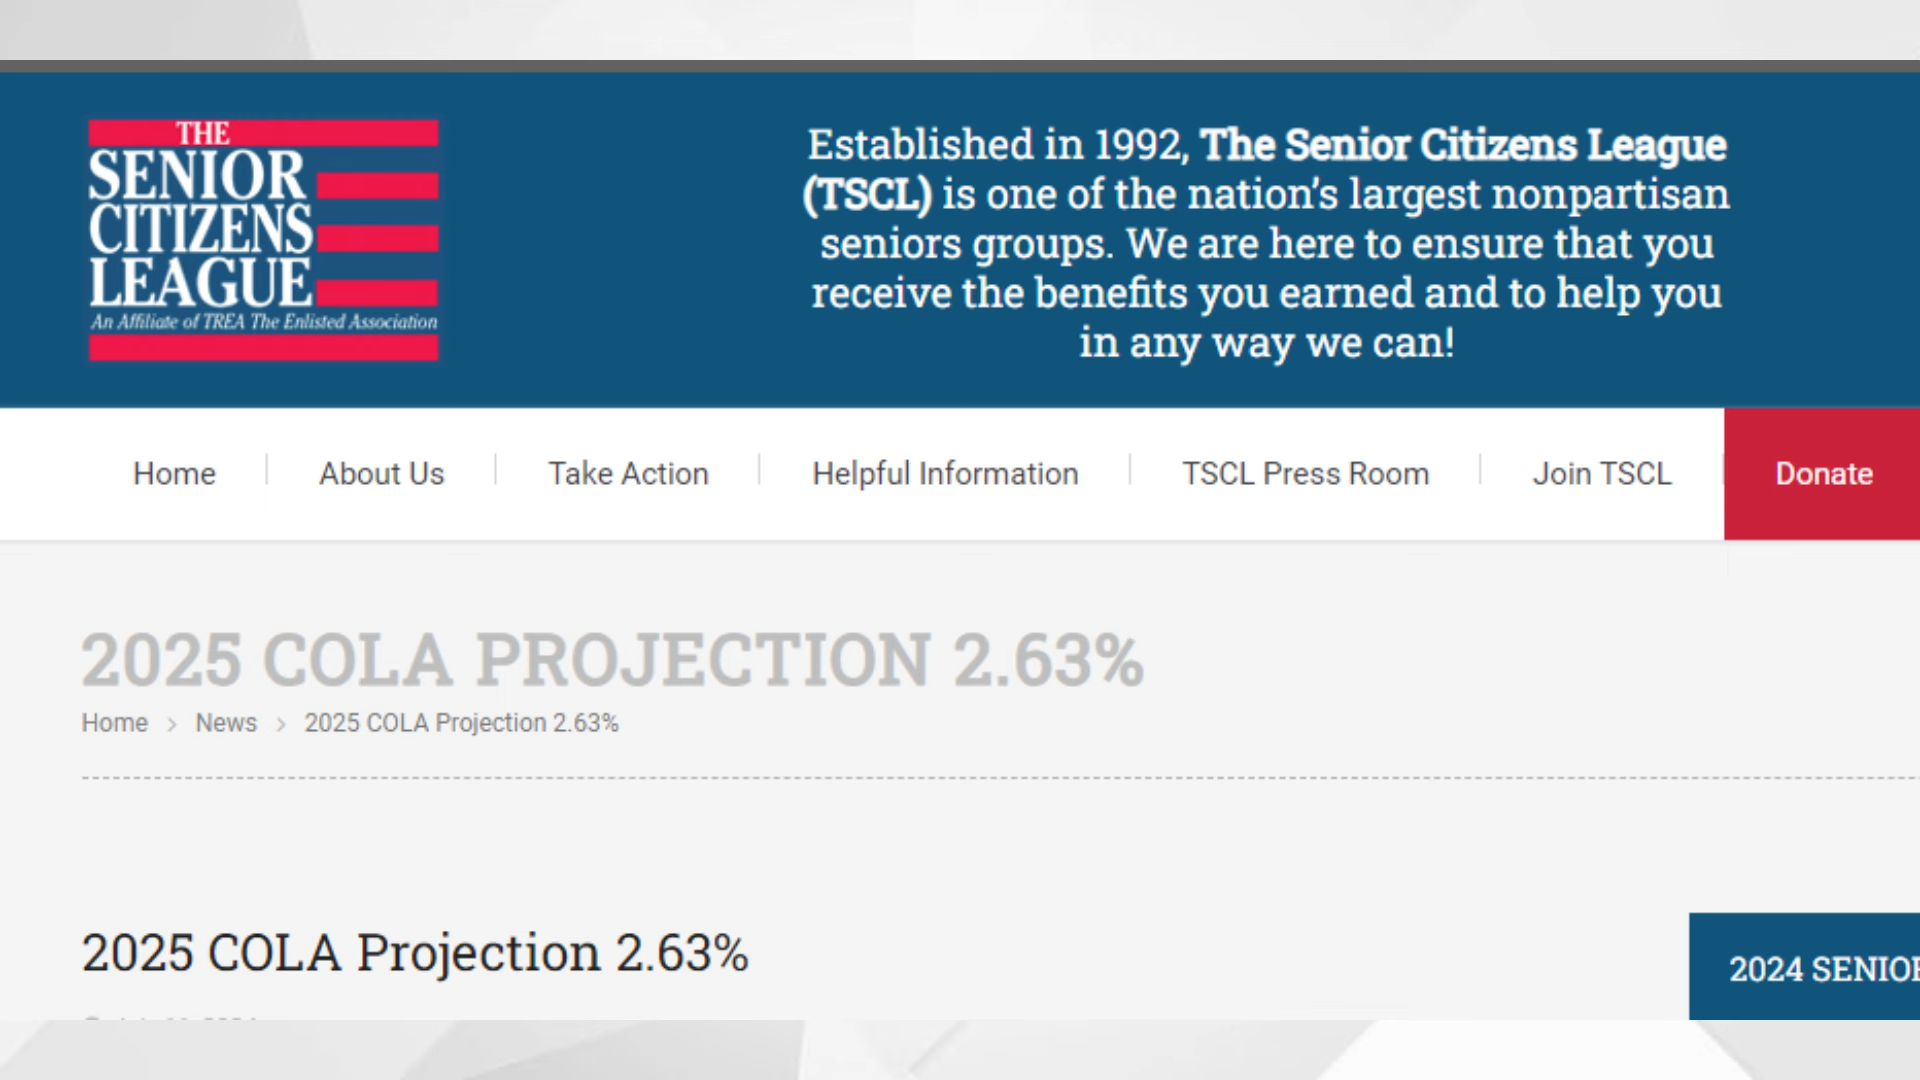 THE
SENIOR
CITIZENS
LEAGUE
An Affiliate of TREA The Enlisted Association
Established in 1992, The Senior Citizens League
(TSCL) is one of the nation’s largest nonpartisan
seniors groups. We are here to ensure that you
receive the benefits you earned and to help you
in any way we can!
Home About Us Take Action Helpful Information TSCL Press Room Join TSCL Donate
2025 COLA PROJECTION 2.63%
Home > News > 2025 COLA Projection 2.63%
2025 COLA Projection 2.63%
2024